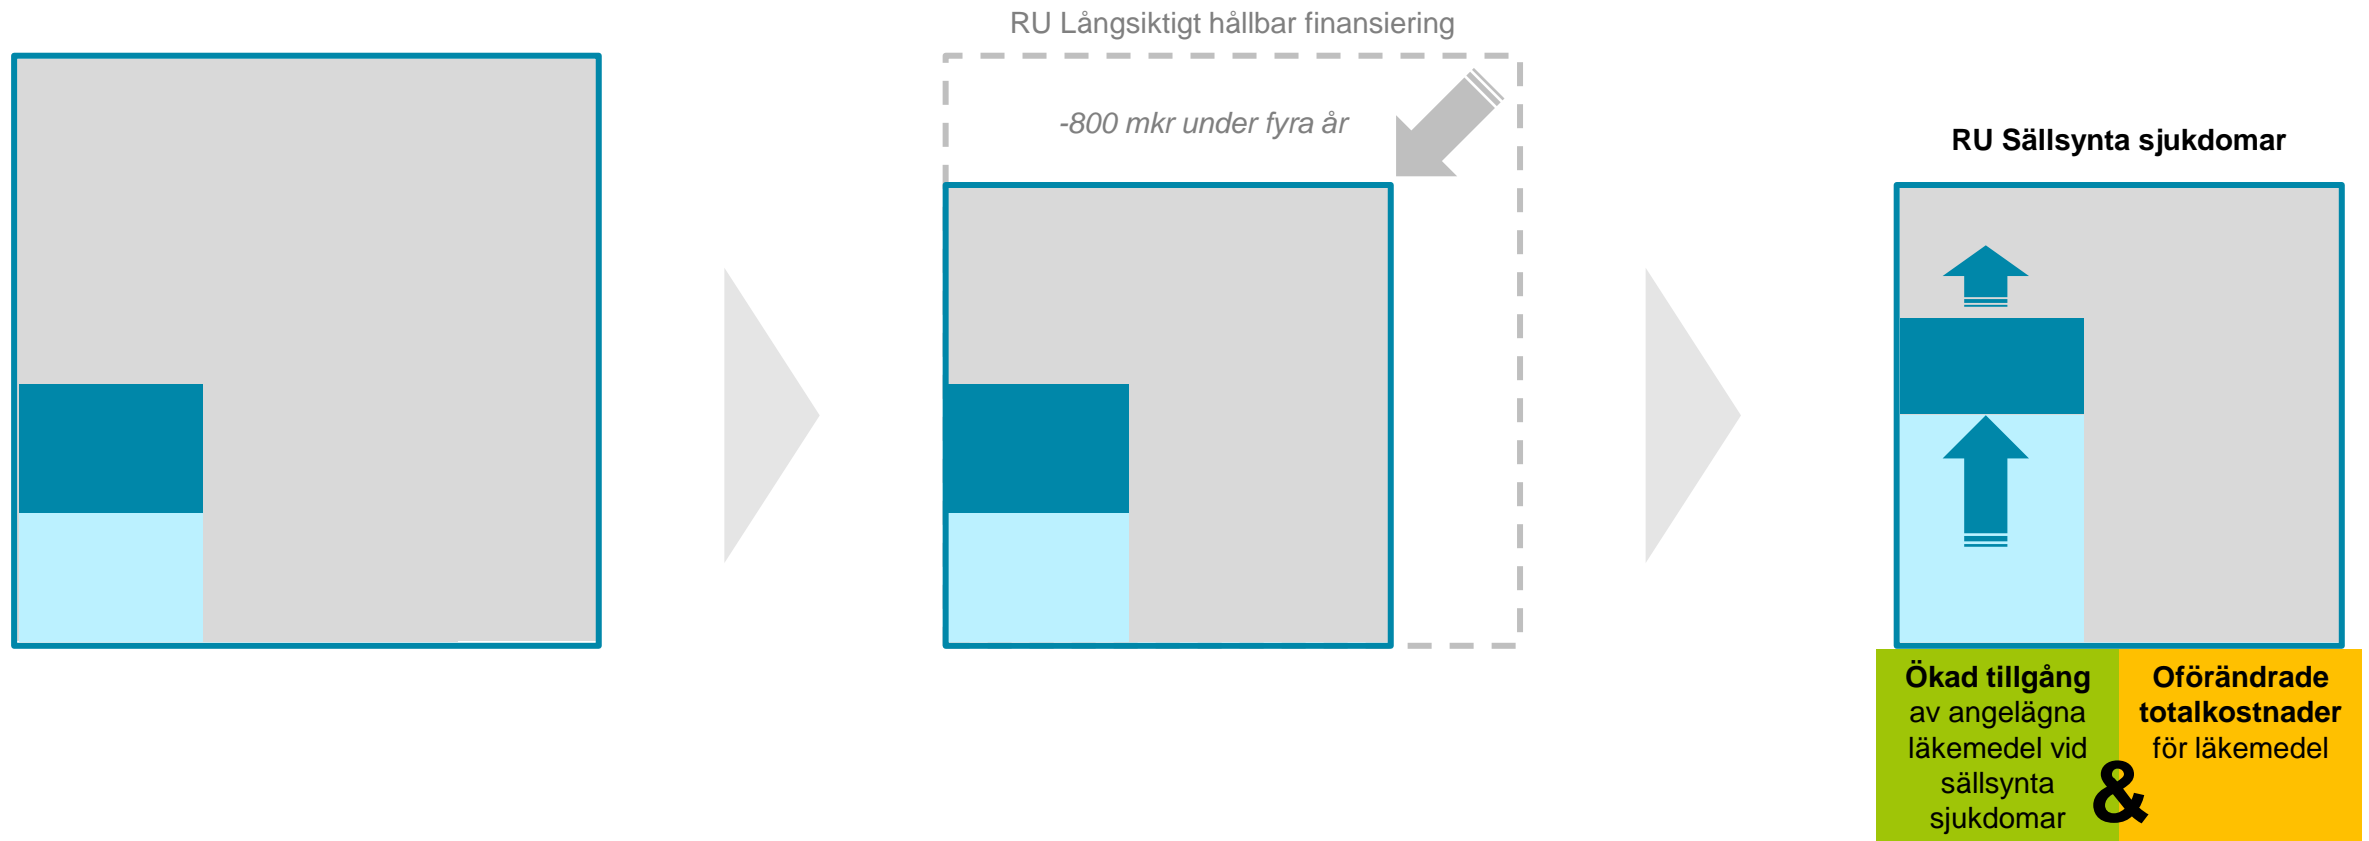 RU Långsiktigt hållbar finansiering
-800 mkr under fyra år
RU Sällsynta sjukdomar
Ökad tillgång
av angelägna
läkemedel vid
sällsynta
sjukdomar
&
Oförändrade
totalkostnader
för läkemedel